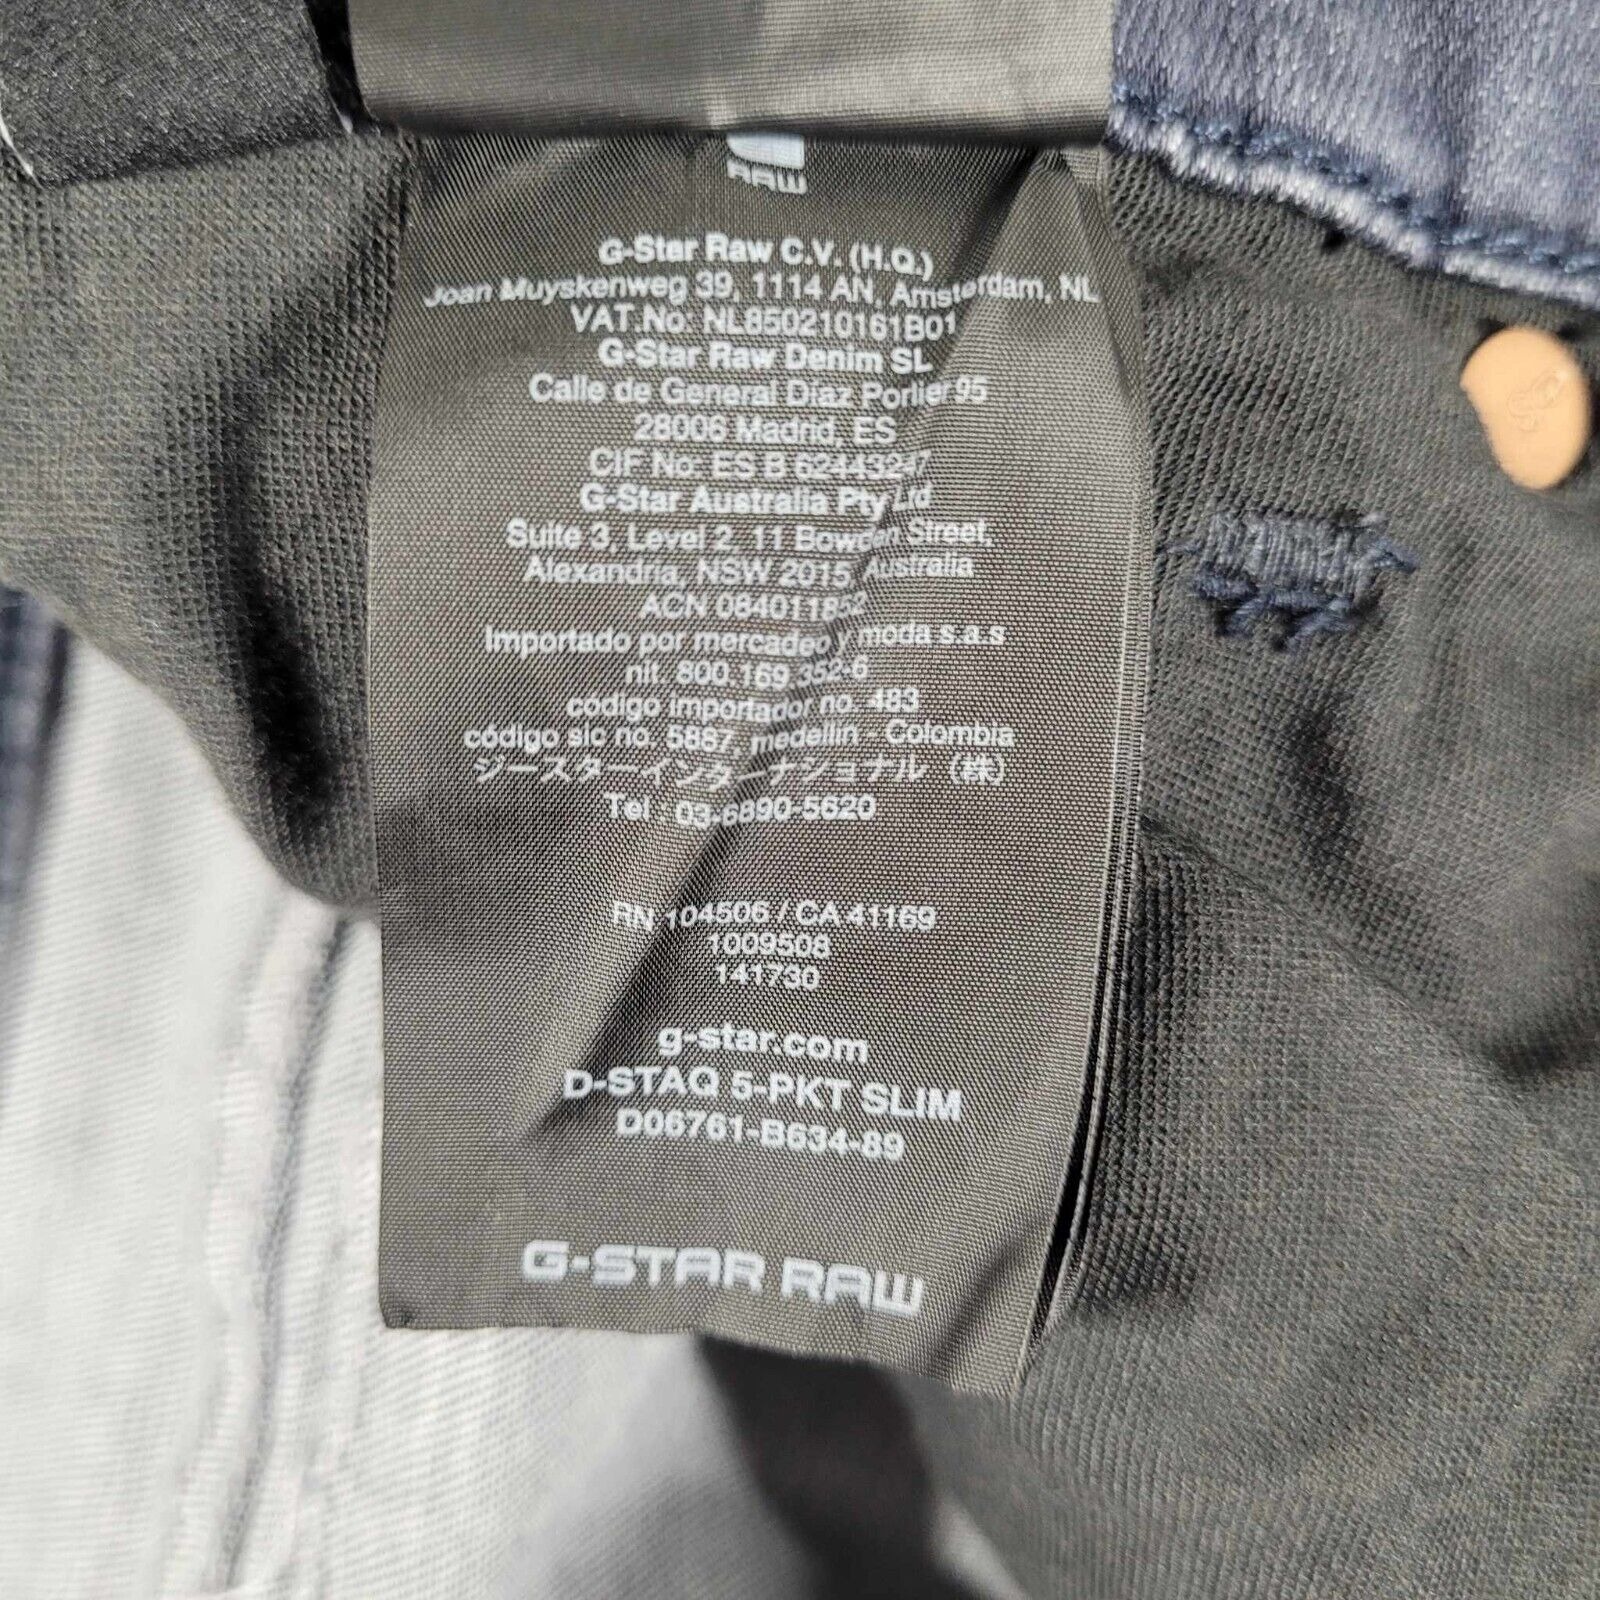 RAW
G-Star Raw C.V. (H.Q.)
Joan Muyskenweg 39, 1114 AN, Amsterdam, NL
VAT.No: NL850210161B01
G-Star Raw Denim SL
Calle de General Díaz Porlier 95
28006 Madrid, ES
CIF No: ES B 62443247
G-Star Australia Pty Ltd
Suite 3, Level 2, 11 Bowden Street,
Alexandria, NSW 2015, Australia
ACN 084011852
Importado por mercadeo y moda s.a.s
nit. 800.169.352-6
código importador no. 483
código sic no. 5887, medellin - Colombia
ジースターインターナショナル (株)
Tel : 03-6890-5620
RN 104506 / CA 41169
1009508
141730
g-star.com
D-STAQ 5-PKT SLIM
D06761-B634-89
G-STAR RAW